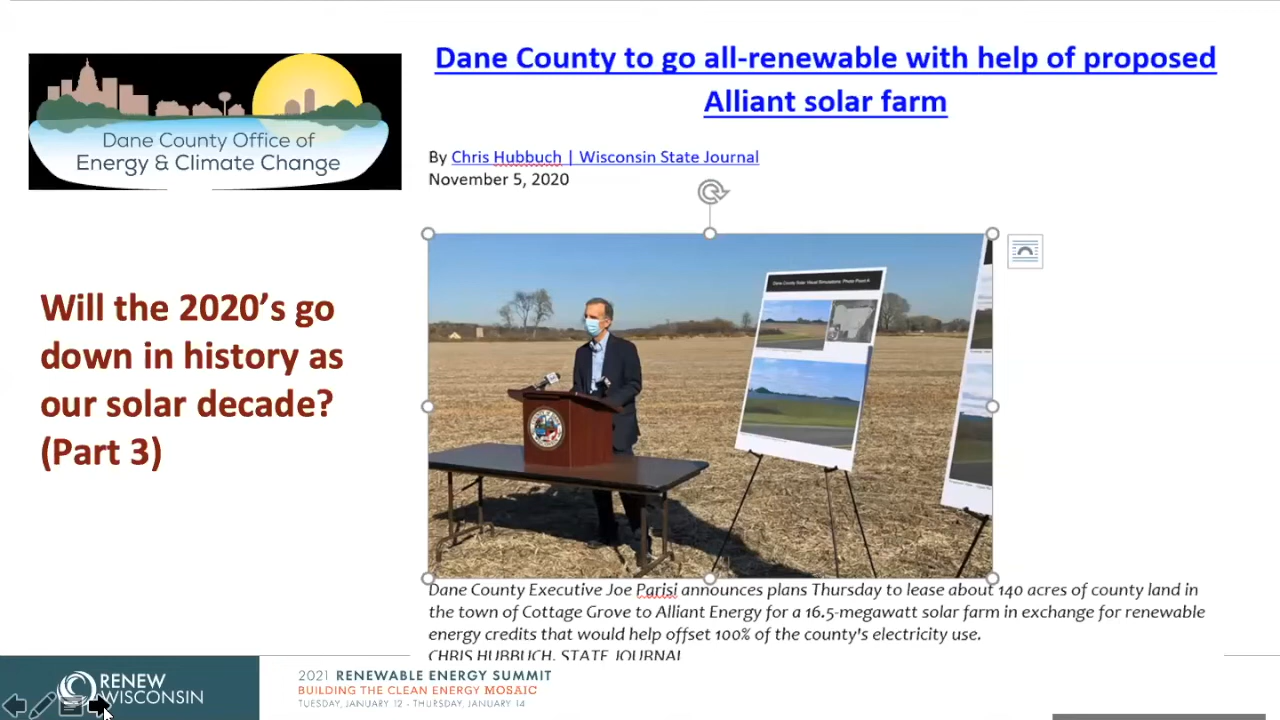 Dane County to go all-renewable with help of proposed
Alliant solar farm
Dane County Office of
Energy & Climate Change
By Chris Hubbuch | Wisconsin State Journal
November 5, 2020
Will the 2020's go
down in history as
our solar decade?
(Part 3)
Dane County Executive Joe Parisi announces plans Thursday to lease about 140 acres of county land in
the town of Cottage Grove to Alliant Energy for a 16.5-megawatt solar farm in exchange for renewable
energy credits that would help offset 100% of the county's electricity use.
CHRIS HUBBUCH, STATE JOURNAL
RENEW
WISCONSIN
2021 RENEWABLE ENERGY SUMMIT
BUILDING THE CLEAN ENERGY MOSAIC
TUESDAY, JANUARY 12 - THURSDAY, JANUARY 14